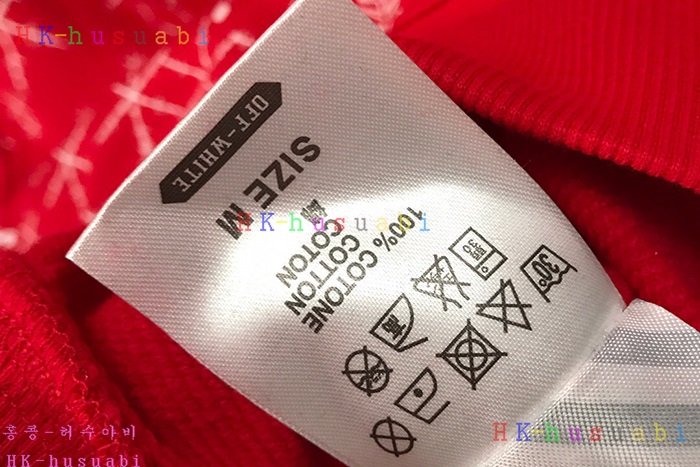 HK-husuabi
OFF-WHITE
SIZE M
HK-husuabi
100% COTONE
COTTON
COTON
30°
HK-husuabi
홍콩-허수아비
HK-husuabi